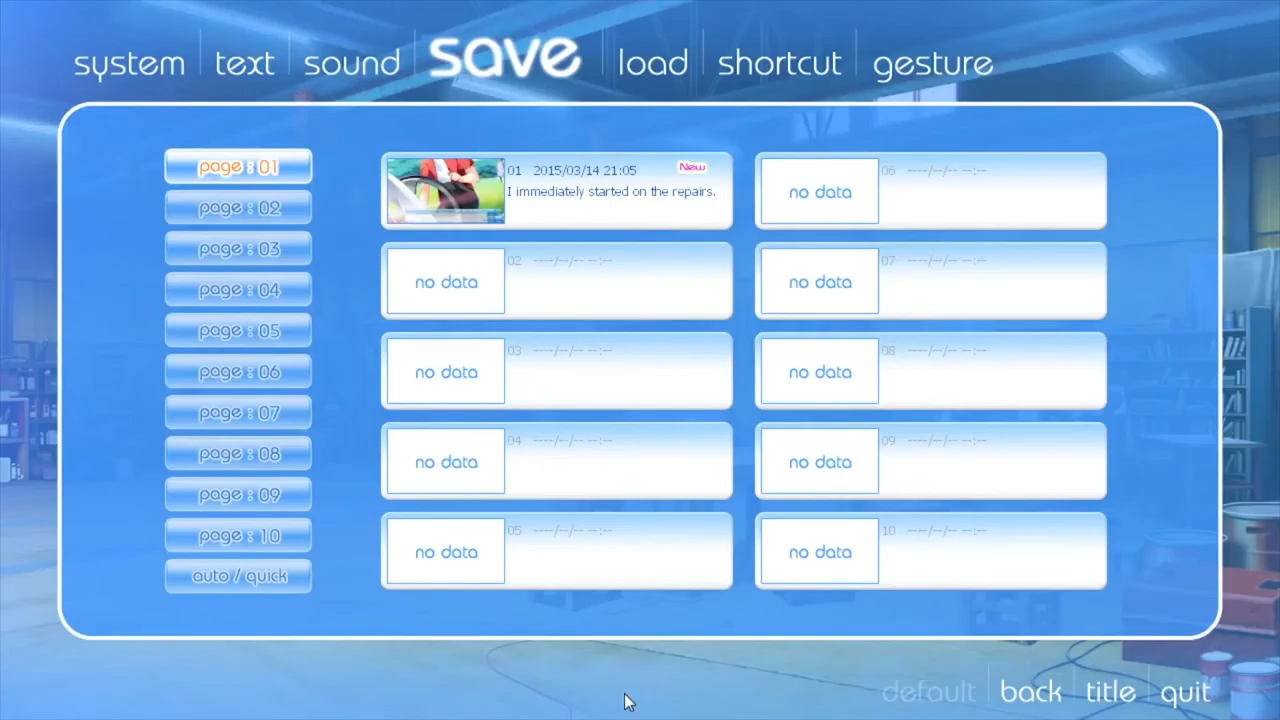 system text sound save load shortcut gesture
page : 01
page : 02
page : 03
page : 04
page : 05
page : 06
page : 07
page : 08
page : 09
page : 10
auto / quick
01 2015/03/14 21:05 New
I immediately started on the repairs.
no data 02 ----/--/-- --:--
no data 03 ----/--/-- --:--
no data 04 ----/--/-- --:--
no data 05 ----/--/-- --:--
no data 06 ----/--/-- --:--
no data 07 ----/--/-- --:--
no data 08 ----/--/-- --:--
no data 09 ----/--/-- --:--
no data 10 ----/--/-- --:--
default back title quit